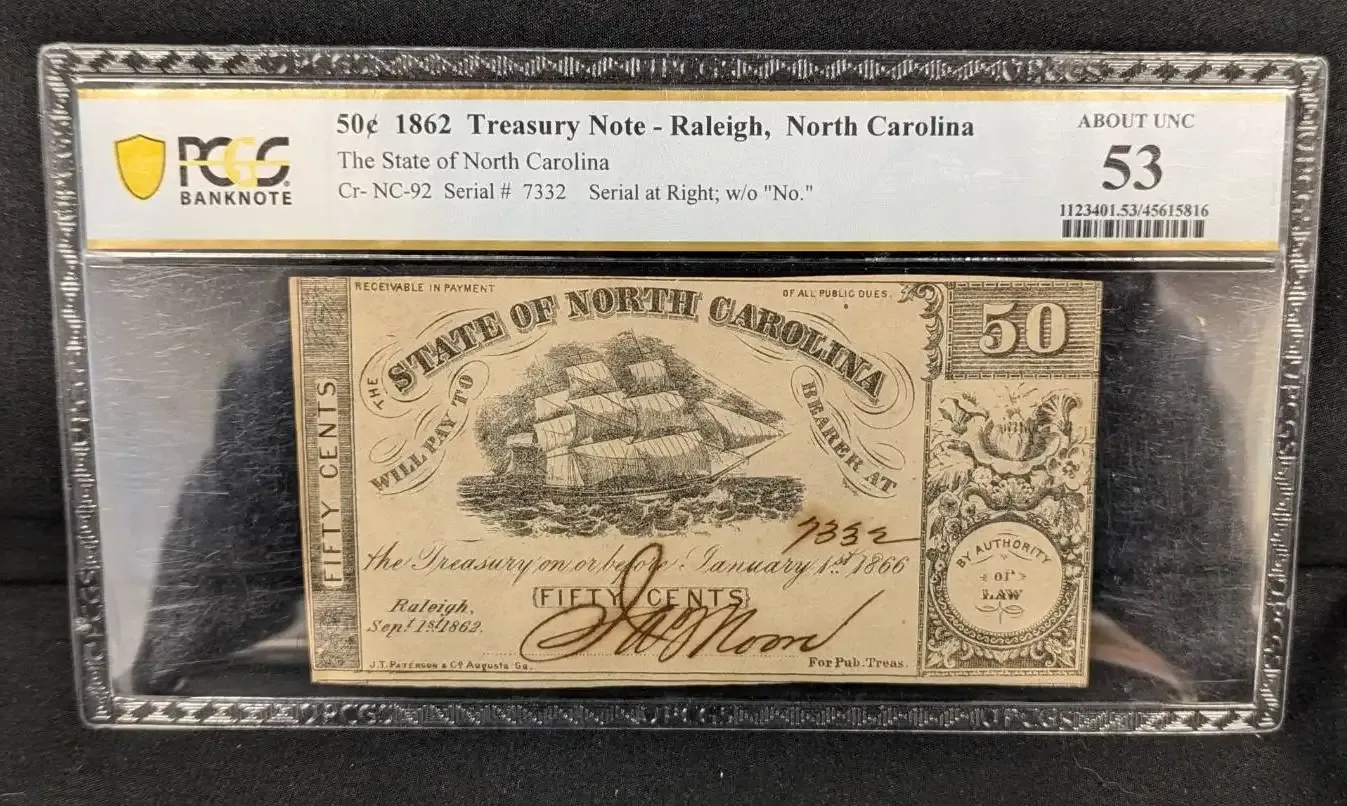 PCGS
BANKNOTE
50¢ 1862 Treasury Note - Raleigh, North Carolina
The State of North Carolina
Cr- NC-92 Serial # 7332 Serial at Right; w/o "No."
ABOUT UNC
53
1123401.53/45615816
RECEIVABLE IN PAYMENT
OF ALL PUBLIC DUES.
THE STATE OF NORTH CAROLINA
WILL PAY TO
BEARER AT
50
FIFTY CENTS
7332
the Treasury on or before January 1st 1866
FIFTY CENTS
Raleigh,
Sept 1st 1862.
J. W. Moore
J.T. PATERSON & Co Augusta Ga.
For Pub. Treas.
BY AUTHORITY
OF
LAW